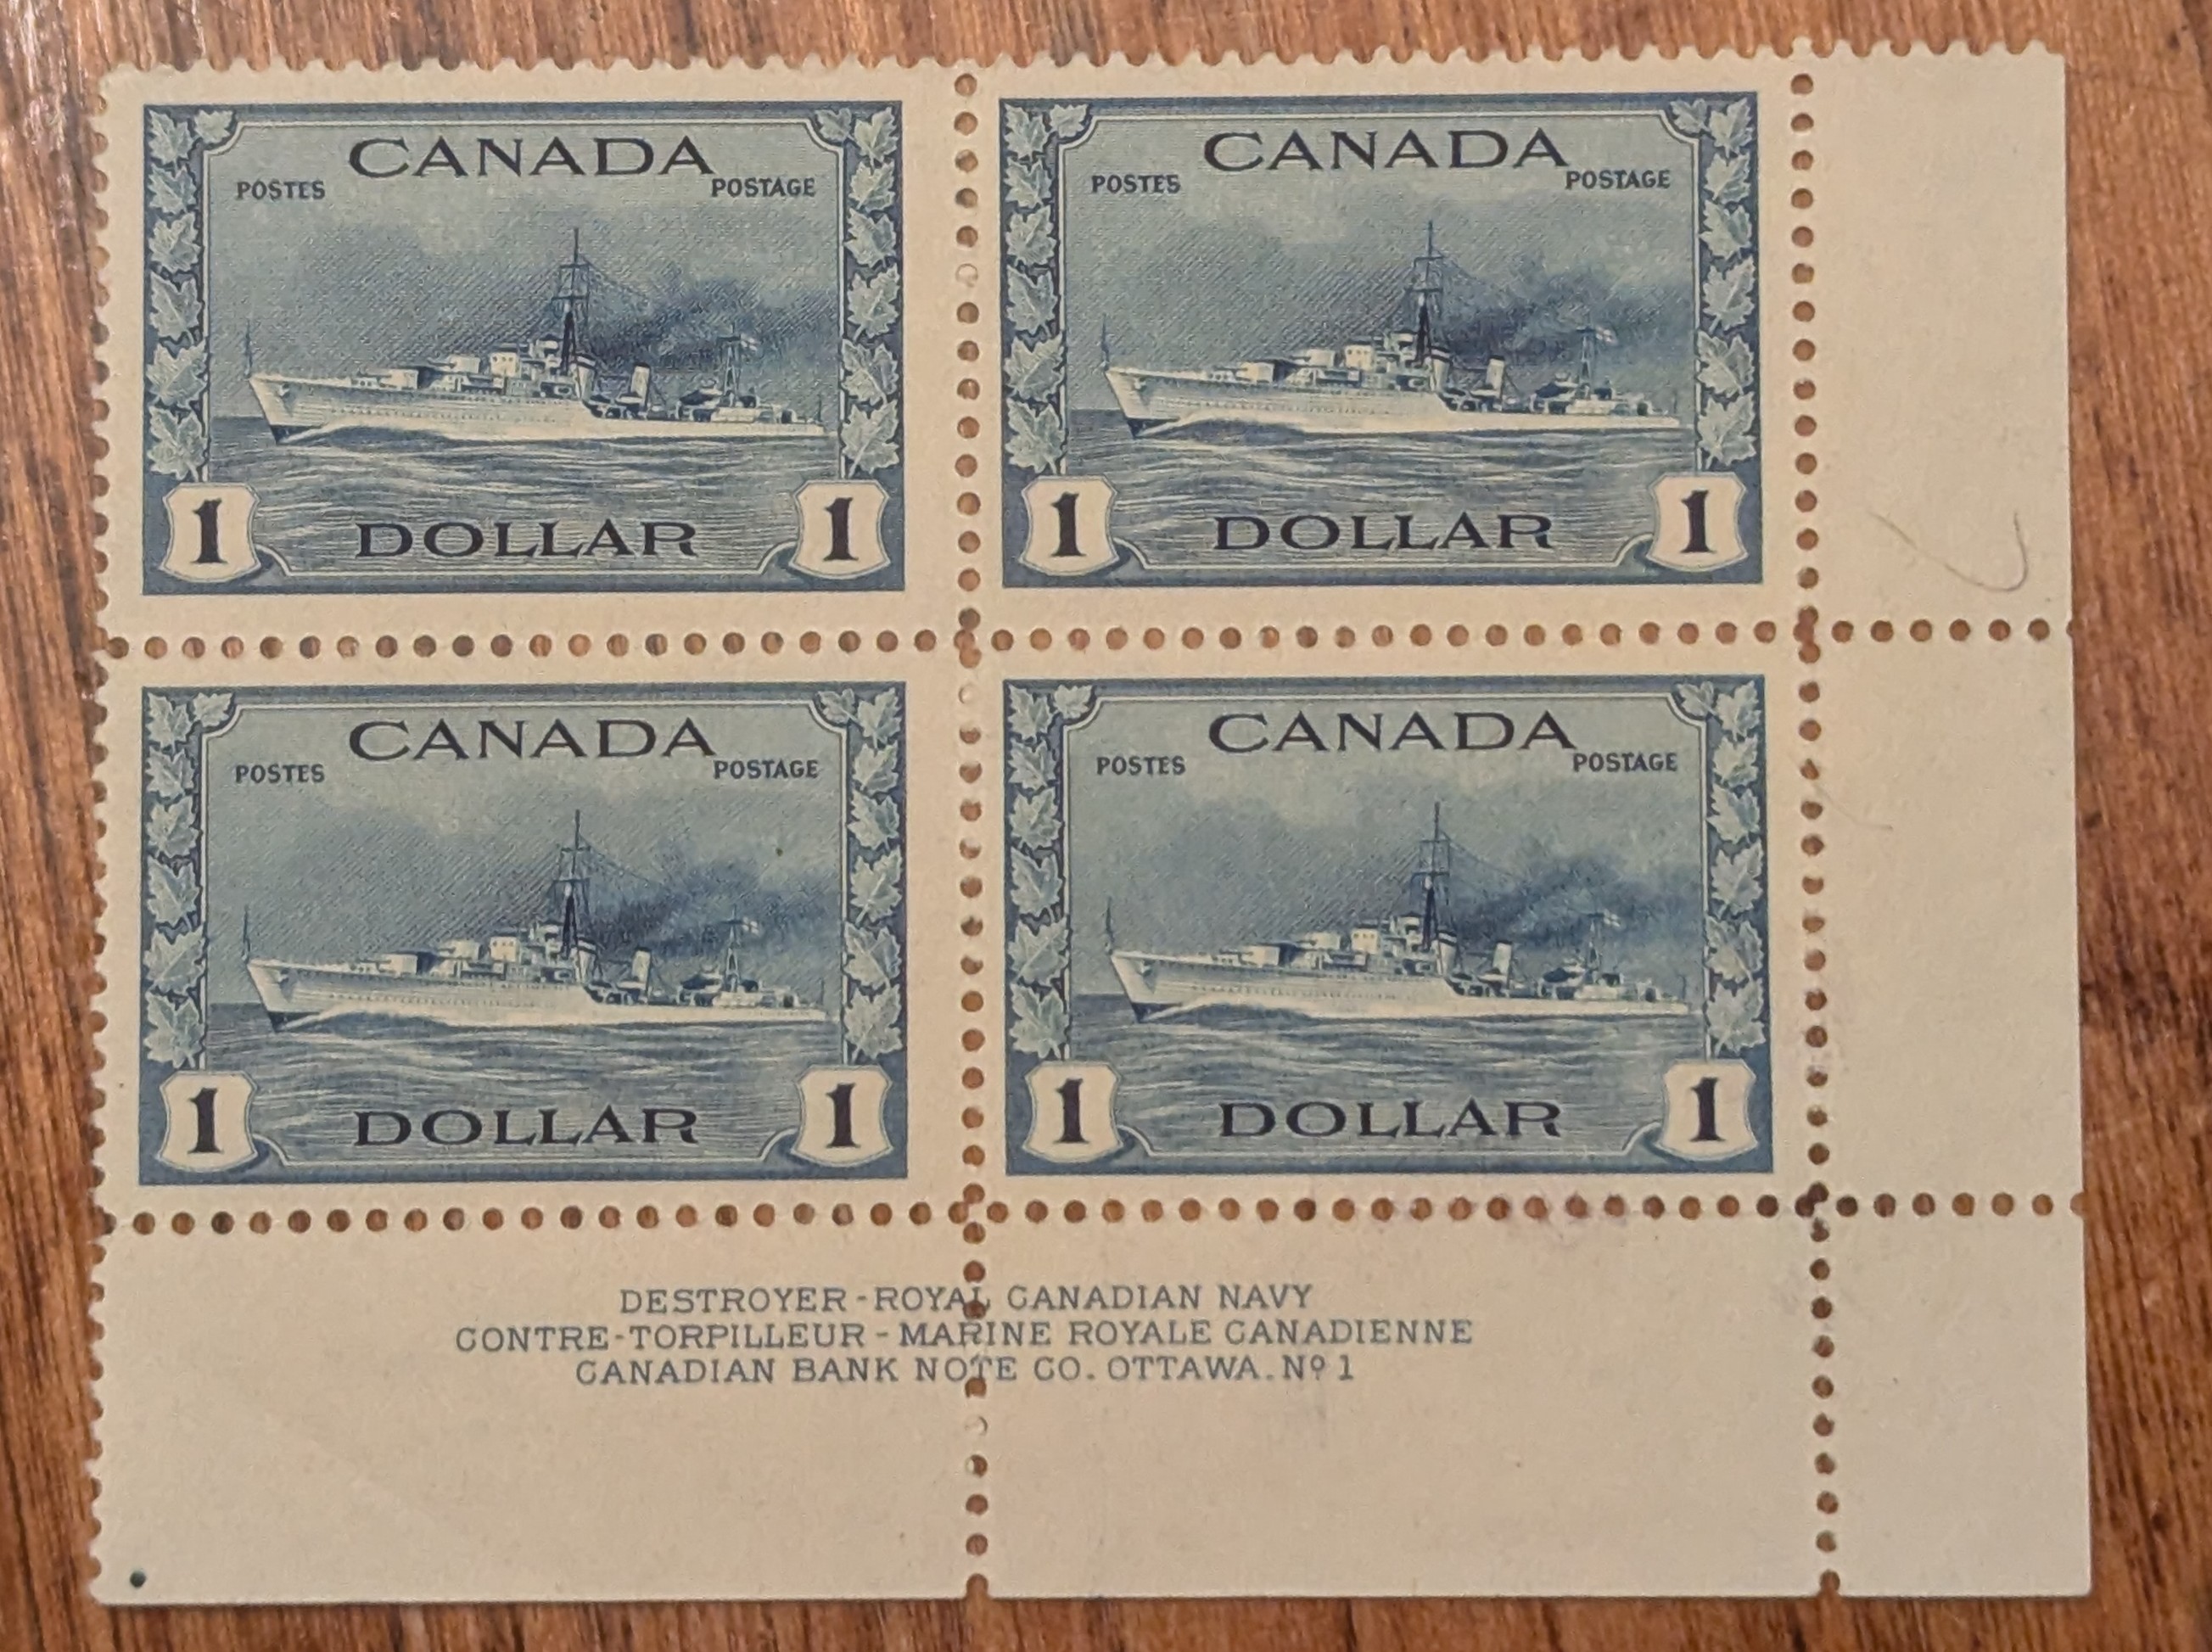 CANADA
POSTES POSTAGE
1 DOLLAR 1
CANADA
POSTES POSTAGE
1 DOLLAR 1
CANADA
POSTES POSTAGE
1 DOLLAR 1
CANADA
POSTES POSTAGE
1 DOLLAR 1
DESTROYER-ROYAL CANADIAN NAVY
CONTRE-TORPILLEUR-MARINE ROYALE CANADIENNE
CANADIAN BANK NOTE CO. OTTAWA. Nº 1